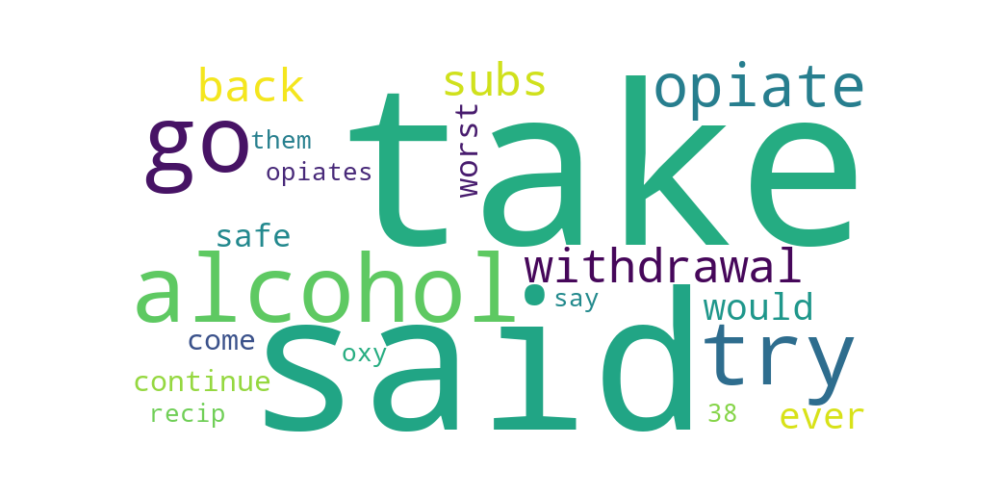 back
subs
opiate
take
go
them
worst
opiates
safe
alcohol
withdrawal
say
would
said
come
oxy
try
continue
recip
38
ever